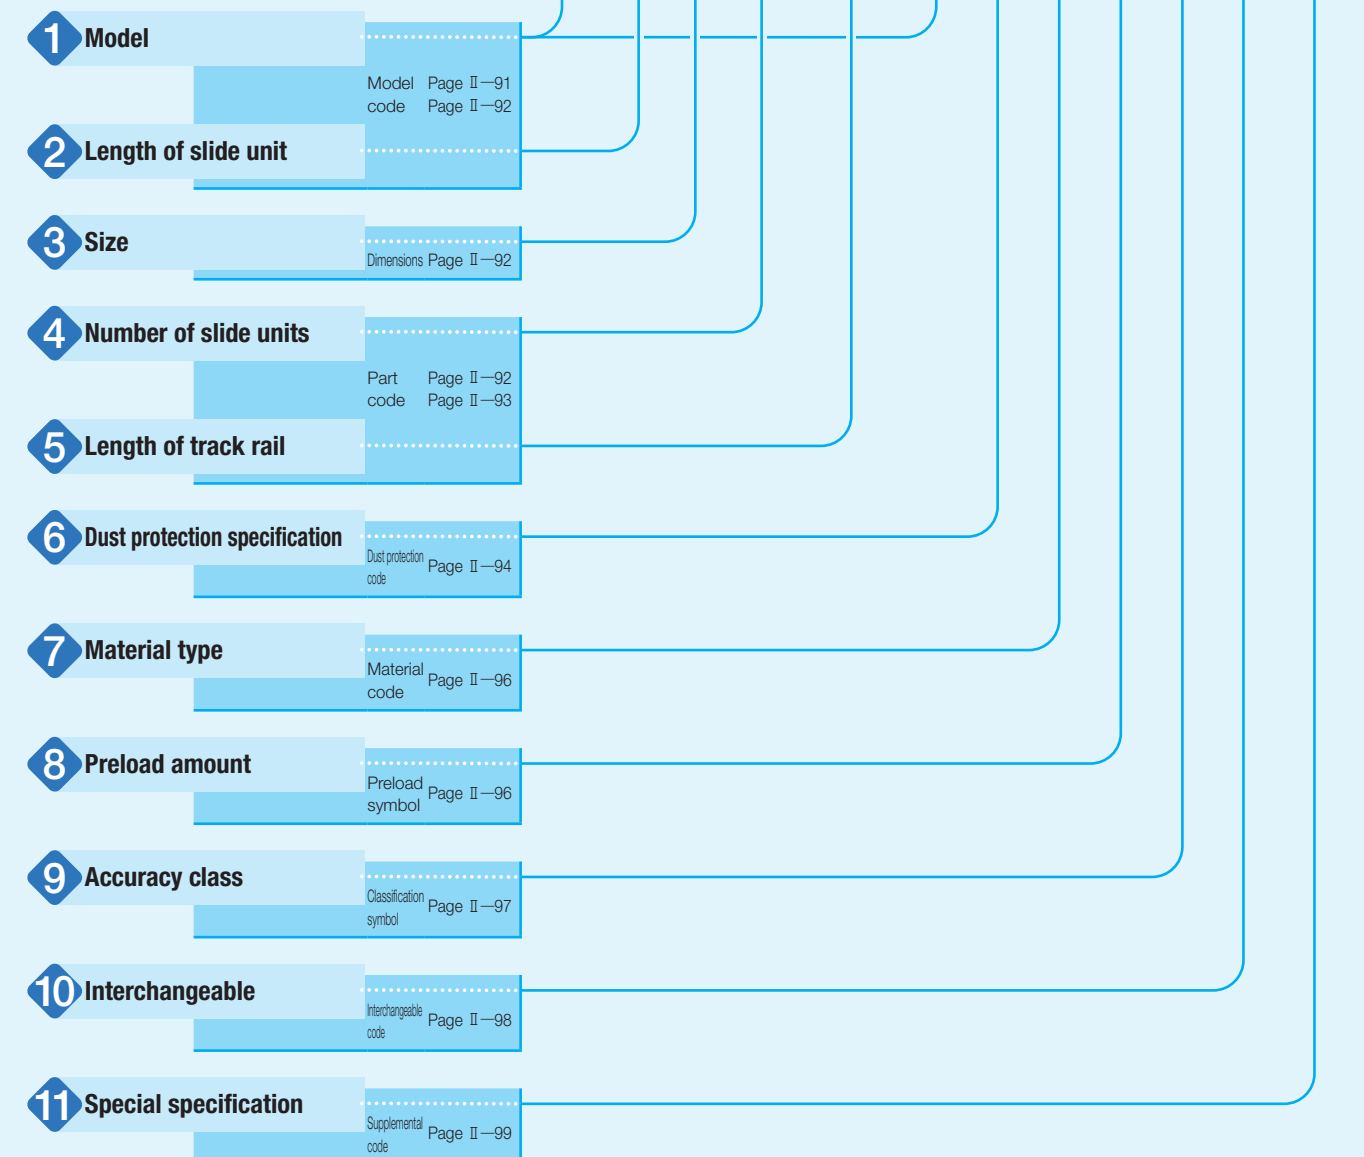 1 Model
Model Page Ⅱ—91
code Page Ⅱ—92
2 Length of slide unit
3 Size
Dimensions Page Ⅱ—92
4 Number of slide units
Part Page Ⅱ—92
code Page Ⅱ—93
5 Length of track rail
6 Dust protection specification
Dust protection
code
Page Ⅱ—94
7 Material type
Material
code
Page Ⅱ—96
8 Preload amount
Preload
symbol
Page Ⅱ—96
9 Accuracy class
Classification
symbol
Page Ⅱ—97
10 Interchangeable
Interchangeable
code
Page Ⅱ—98
11 Special specification
Supplemental
code
Page Ⅱ—99